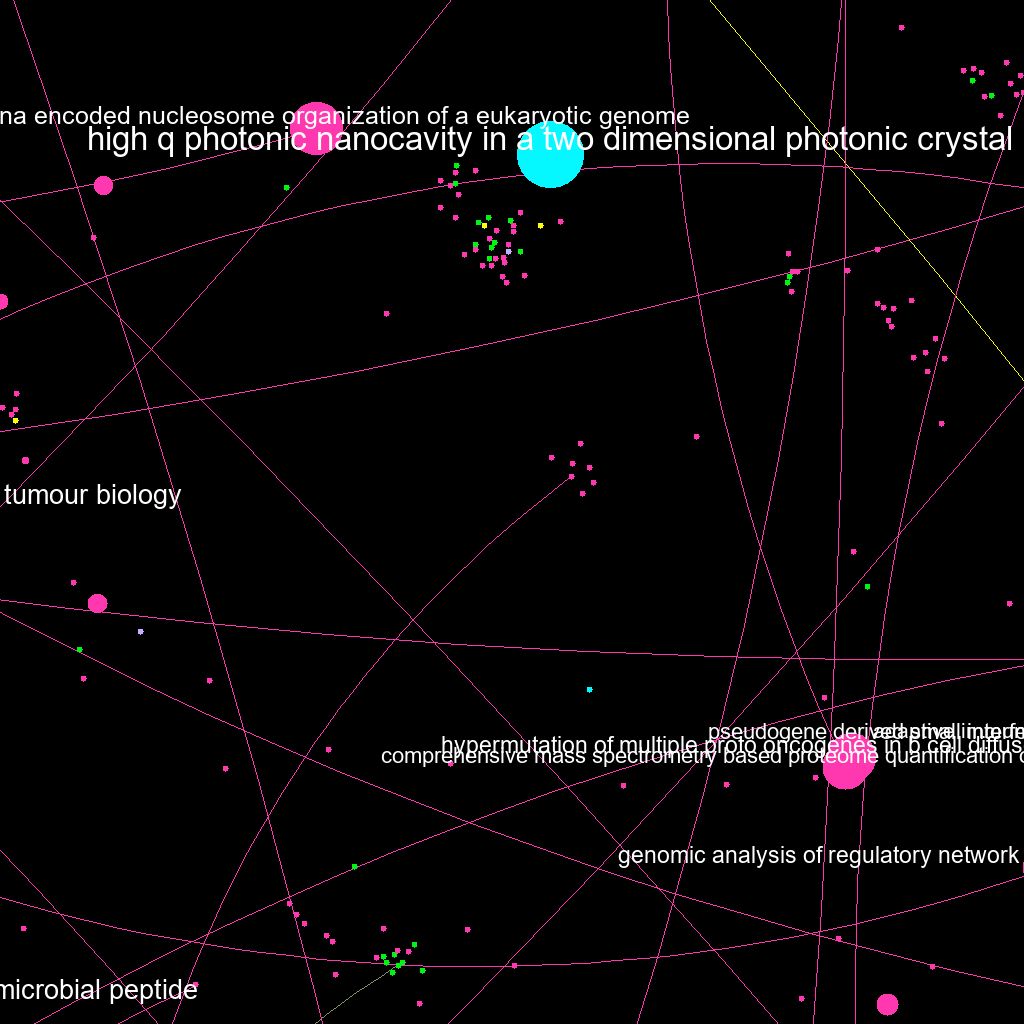 na encoded nucleosome organization of a eukaryotic genome
high q photonic nanocavity in a two dimensional photonic crystal
tumour biology
pseudogene derived small interfe
hypermutation of multiple proto oncogenes in b cell diffus
comprehensive mass spectrometry based proteome quantification
genomic analysis of regulatory network
microbial peptide